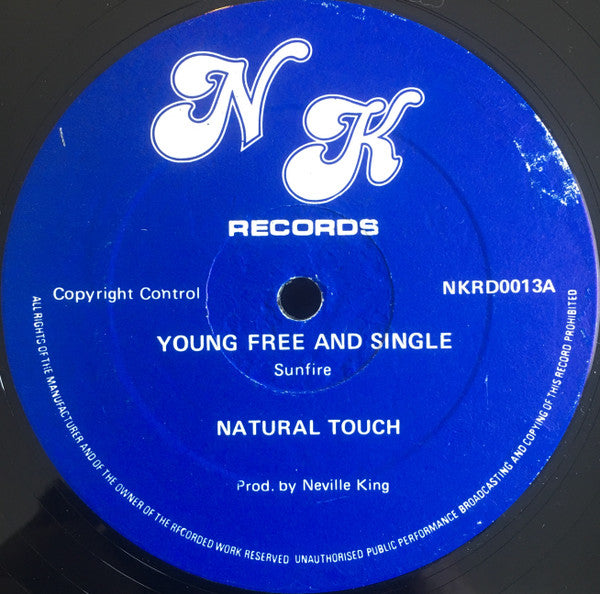 N K
RECORDS
Copyright Control
NKRD0013A
YOUNG FREE AND SINGLE
Sunfire
NATURAL TOUCH
Prod. by Neville King
ALL RIGHTS OF THE MANUFACTURER AND OF THE OWNER OF THE RECORDED WORK RESERVED UNAUTHORISED PUBLIC PERFORMANCE BROADCASTING AND COPYING OF THIS RECORD PROHIBITED